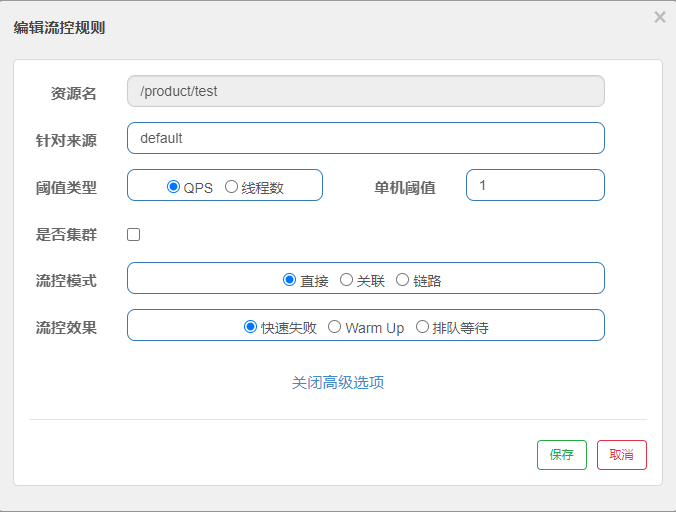 编辑流控规则 ×
资源名 /product/test
针对来源 default
阈值类型 QPS 线程数 单机阈值 1
是否集群
流控模式 直接 关联 链路
流控效果 快速失败 Warm Up 排队等待
关闭高级选项
保存 取消